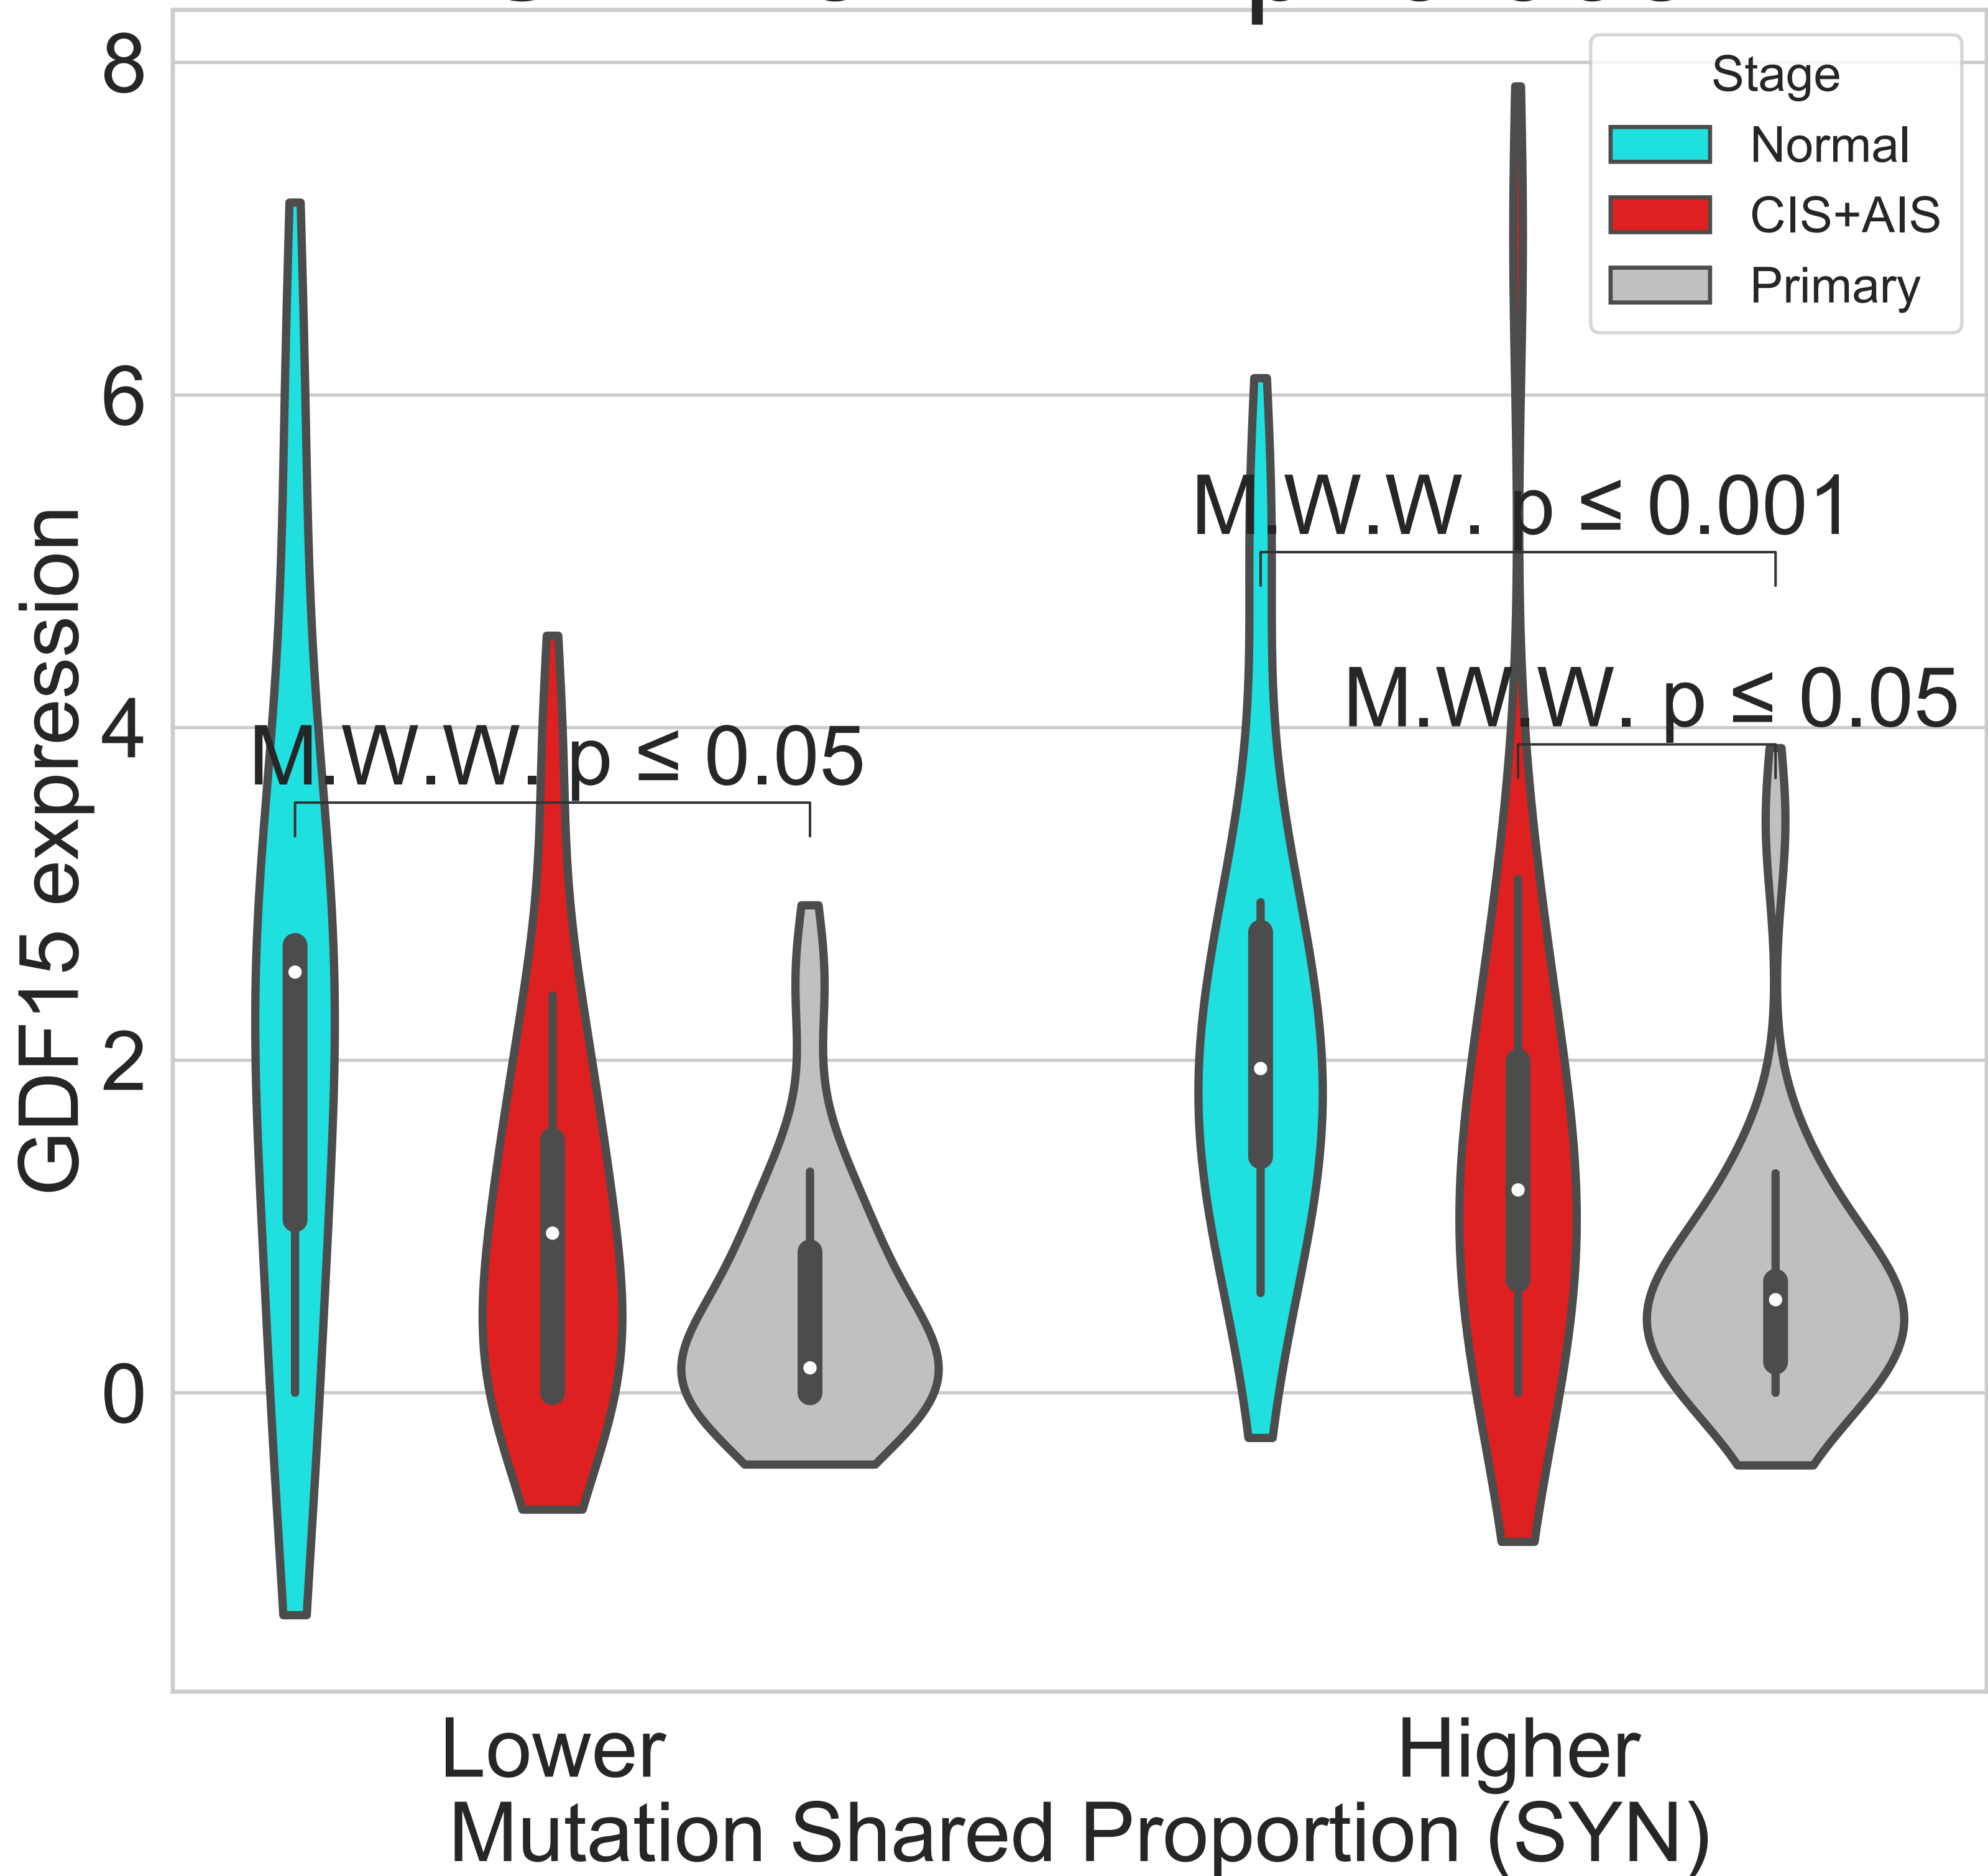 8
6
4
2
0
GDF15 expression
Stage
Normal
CIS+AIS
Primary
M.W.W. p ≤ 0.001
M.W.W. p ≤ 0.05
M.W.W. p ≤ 0.05
Lower
Higher
Mutation Shared Proportion (SYN)